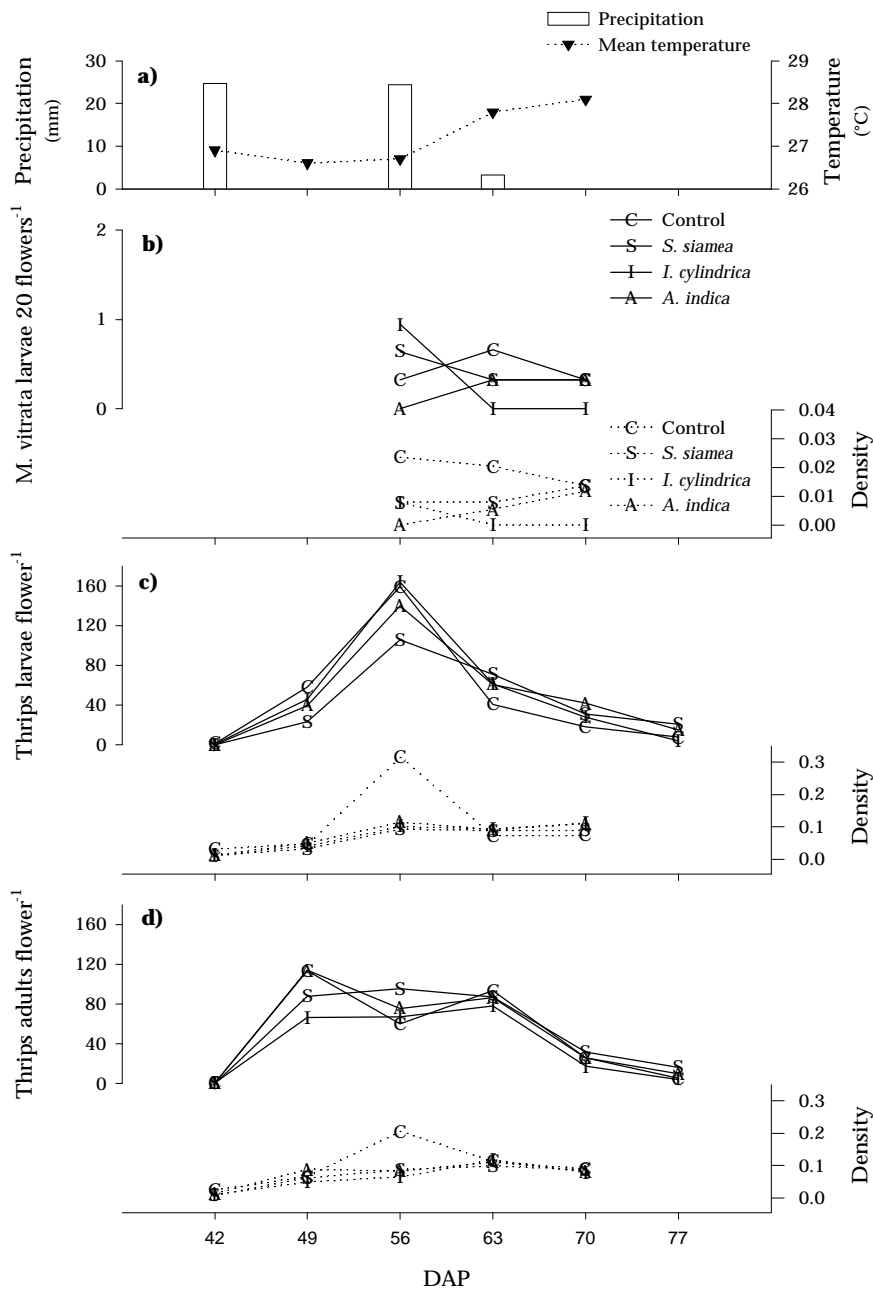 Precipitation
Mean temperature
a)
30
20
10
0
Precipitation
(mm)
29
28
27
26
Temperature
(°C)
b)
Control
S. siamea
I. cylindrica
A. indica
2
1
0
M. vitrata larvae 20 flowers-1
C S I A
C S I A
C S I A
0.04
0.03
0.02
0.01
0.00
Density
Control
S. siamea
I. cylindrica
A. indica
c)
160
120
80
40
0
Thrips larvae flower-1
0.3
0.2
0.1
0.0
Density
d)
160
120
80
40
0
Thrips adults flower-1
0.3
0.2
0.1
0.0
Density
42 49 56 63 70 77
DAP